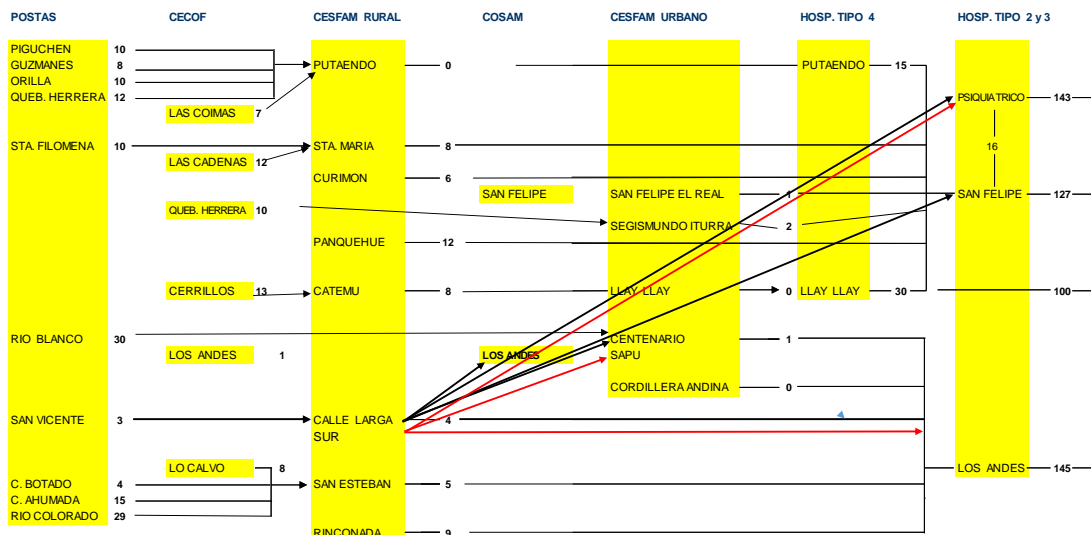 POSTAS CECOF CESFAM RURAL COSAM CESFAM URBANO HOSP. TIPO 4 HOSP. TIPO 2 y 3
PIGUCHEN 10
GUZMANES 8 PUTAENDO 0 PUTAENDO 15
ORILLA 10
QUEB. HERRERA 12 PSIQUIATRICO 143
LAS COIMAS 7
STA. FILOMENA 10 STA. MARIA 8 16
LAS CADENAS 12
CURIMON 6
SAN FELIPE SAN FELIPE EL REAL 1 SAN FELIPE 127
QUEB. HERRERA 10
SEGISMUNDO ITURRA 2
PANQUEHUE 12
CERRILLOS 13 CATEMU 8 LLAY LLAY 0 LLAY LLAY 30 100
RIO BLANCO 30 CENTENARIO 1
LOS ANDES 1 LOS ANDES SAPU
CORDILLERA ANDINA 0
SAN VICENTE 3 CALLE LARGA 4
SUR
LO CALVO 8 LOS ANDES 145
C. BOTADO 4 SAN ESTEBAN 5
C. AHUMADA 15
RIO COLORADO 29
RINCONADA 9